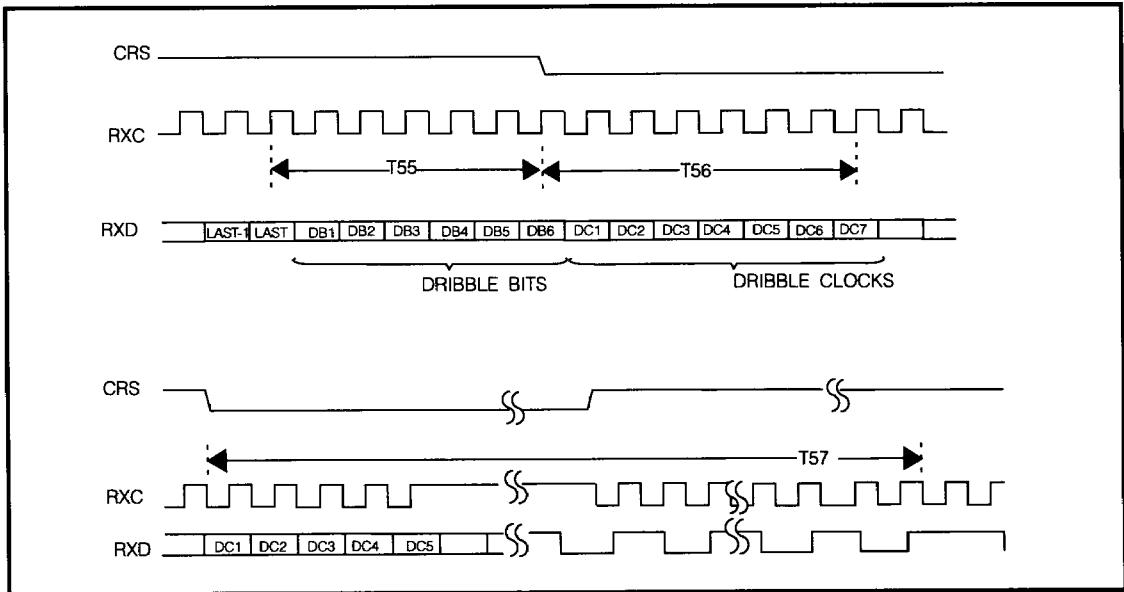 CRS
RXC
T55 T56
RXD LAST-1 LAST DB1 DB2 DB3 DB4 DB5 DB6 DC1 DC2 DC3 DC4 DC5 DC6 DC7
DRIBBLE BITS DRIBBLE CLOCKS
CRS
T57
RXC
RXD DC1 DC2 DC3 DC4 DC5